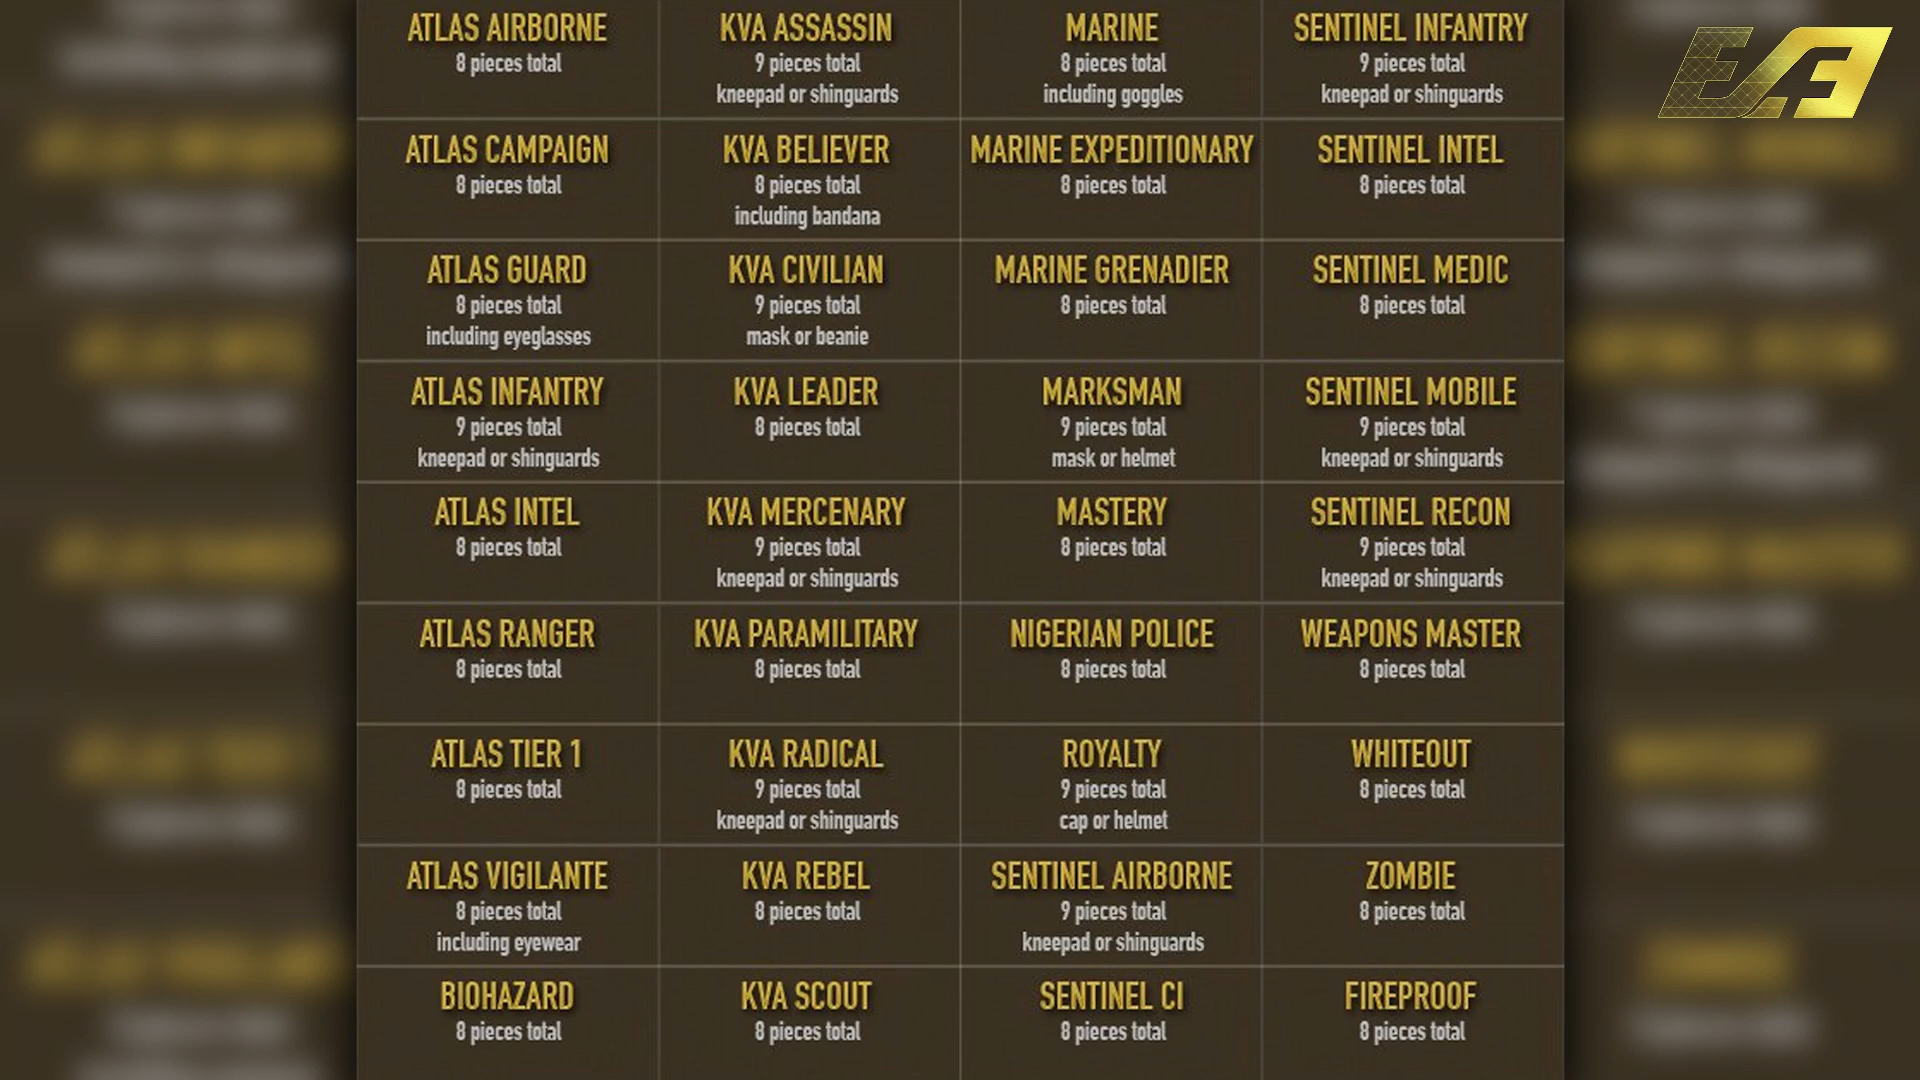 ATLAS AIRBORNE
8 pieces total
KVA ASSASSIN
9 pieces total
kneepad or shinguards
MARINE
8 pieces total
including goggles
SENTINEL INFANTRY
9 pieces total
kneepad or shinguards
ATLAS CAMPAIGN
8 pieces total
KVA BELIEVER
8 pieces total
including bandana
MARINE EXPEDITIONARY
8 pieces total
SENTINEL INTEL
8 pieces total
ATLAS GUARD
8 pieces total
including eyeglasses
KVA CIVILIAN
9 pieces total
mask or beanie
MARINE GRENADIER
8 pieces total
SENTINEL MEDIC
8 pieces total
ATLAS INFANTRY
9 pieces total
kneepad or shinguards
KVA LEADER
8 pieces total
MARKSMAN
9 pieces total
mask or helmet
SENTINEL MOBILE
9 pieces total
kneepad or shinguards
ATLAS INTEL
8 pieces total
KVA MERCENARY
9 pieces total
kneepad or shinguards
MASTERY
8 pieces total
SENTINEL RECON
9 pieces total
kneepad or shinguards
ATLAS RANGER
8 pieces total
KVA PARAMILITARY
8 pieces total
NIGERIAN POLICE
8 pieces total
WEAPONS MASTER
8 pieces total
ATLAS TIER 1
8 pieces total
KVA RADICAL
9 pieces total
kneepad or shinguards
ROYALTY
9 pieces total
cap or helmet
WHITEOUT
8 pieces total
ATLAS VIGILANTE
8 pieces total
including eyewear
KVA REBEL
8 pieces total
SENTINEL AIRBORNE
9 pieces total
kneepad or shinguards
ZOMBIE
8 pieces total
BIOHAZARD
8 pieces total
KVA SCOUT
8 pieces total
SENTINEL CI
8 pieces total
FIREPROOF
8 pieces total